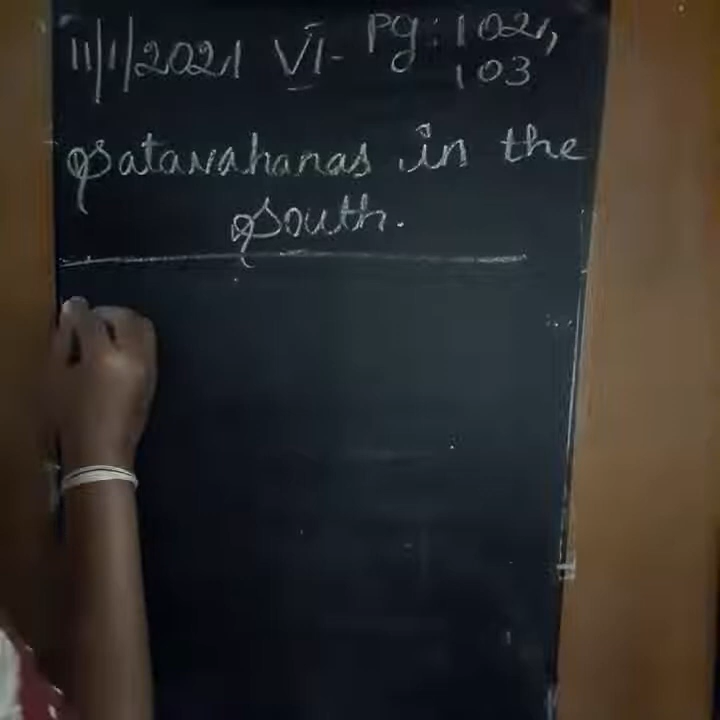 11/1/2021 VI- Pg: 102,
103
Satavahanas in the
South.